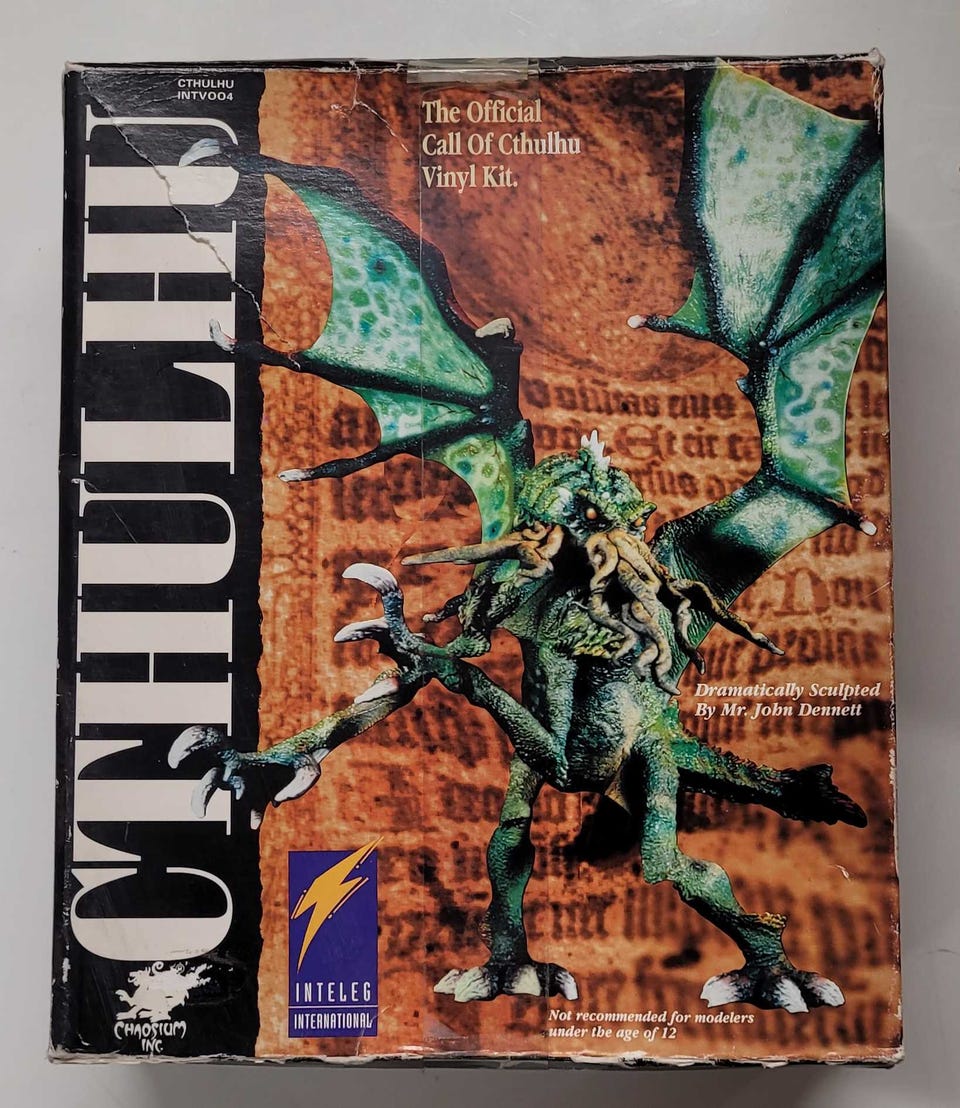 CTHULHU
INTV004
The Official
Call Of Cthulhu
Vinyl Kit.
CTHULHU
Dramatically Sculpted
By Mr. John Dennett
INTELEG
INTERNATIONAL
CHAOSIUM
INC.
Not recommended for modelers
under the age of 12